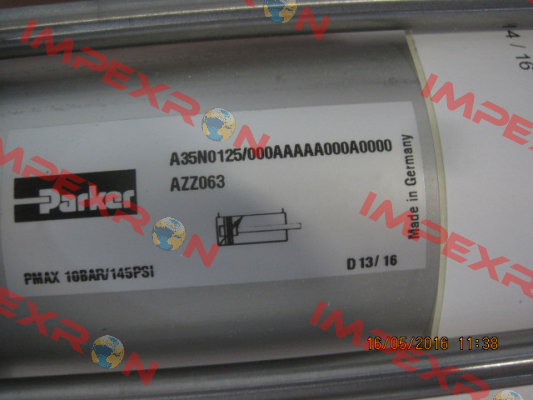 14/16
A35N0125/000AAAAA000A0000
AZZ063
Parker
Made in Germany
PMAX 10BAR/145PSI
D 13/ 16
16/05/2016 11:38
IMPEXRON
IMPEXRON
IMPEXRON
IMPEXRON